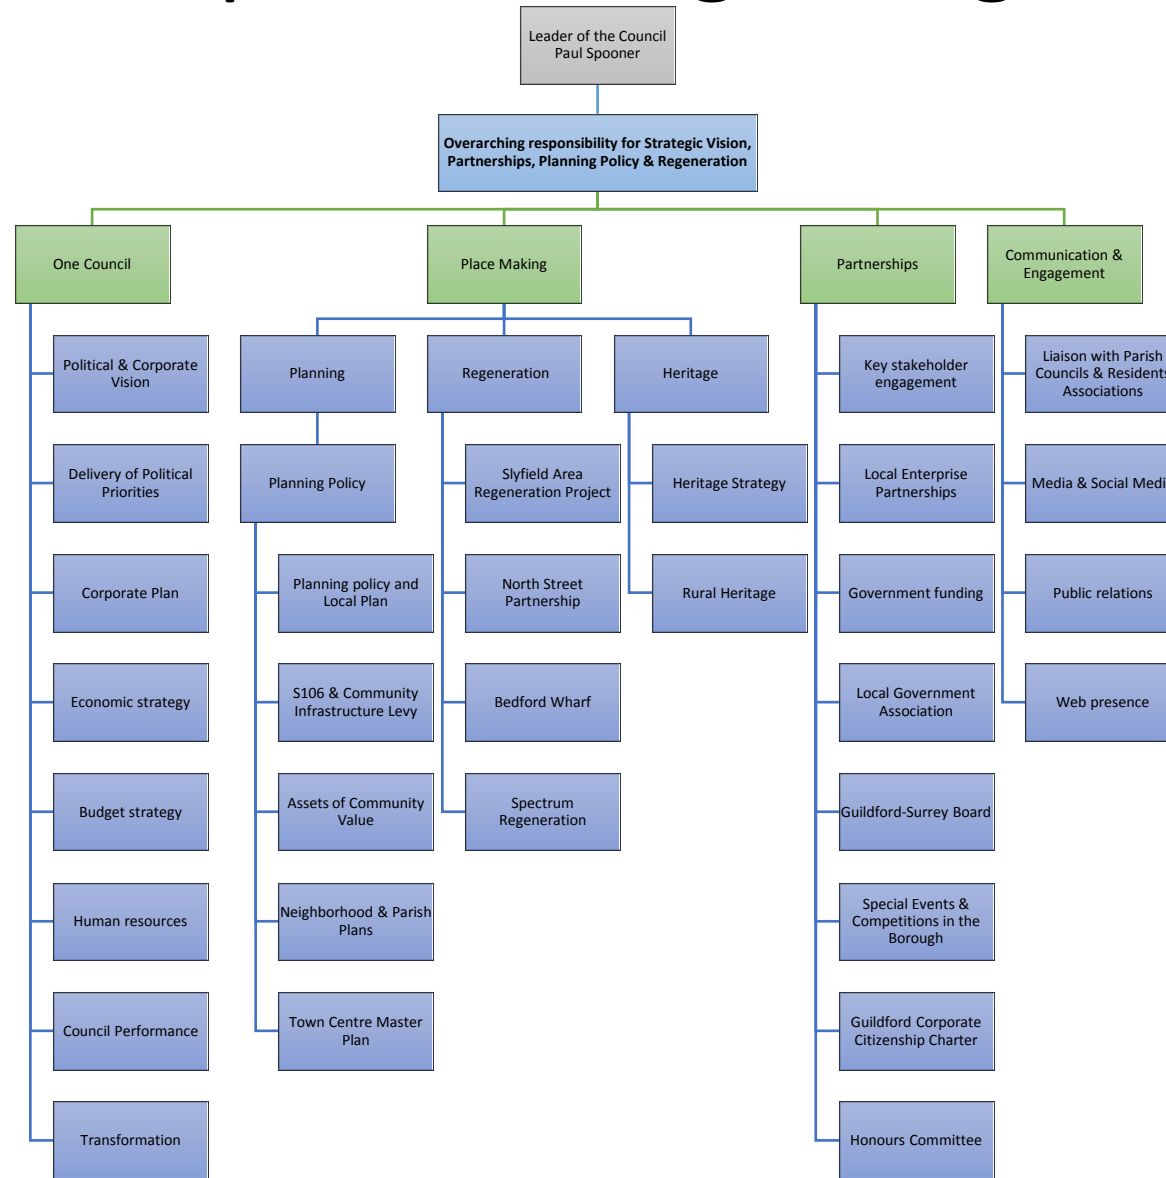 Leader of the Council
Paul Spooner
Overarching responsibility for Strategic Vision,
Partnerships, Planning Policy & Regeneration
One Council
Political & Corporate
Vision
Delivery of Political
Priorities
Corporate Plan
Economic strategy
Budget strategy
Human resources
Council Performance
Transformation
Place Making
Planning
Planning Policy
Planning policy and
Local Plan
S106 & Community
Infrastructure Levy
Assets of Community
Value
Neighborhood & Parish
Plans
Town Centre Master
Plan
Regeneration
Slyfield Area
Regeneration Project
North Street
Partnership
Bedford Wharf
Spectrum
Regeneration
Heritage
Heritage Strategy
Rural Heritage
Partnerships
Key stakeholder
engagement
Local Enterprise
Partnerships
Government funding
Local Government
Association
Guildford-Surrey Board
Special Events &
Competitions in the
Borough
Guildford Corporate
Citizenship Charter
Honours Committee
Communication &
Engagement
Liaison with Parish
Councils & Residents
Associations
Media & Social Medi
Public relations
Web presence